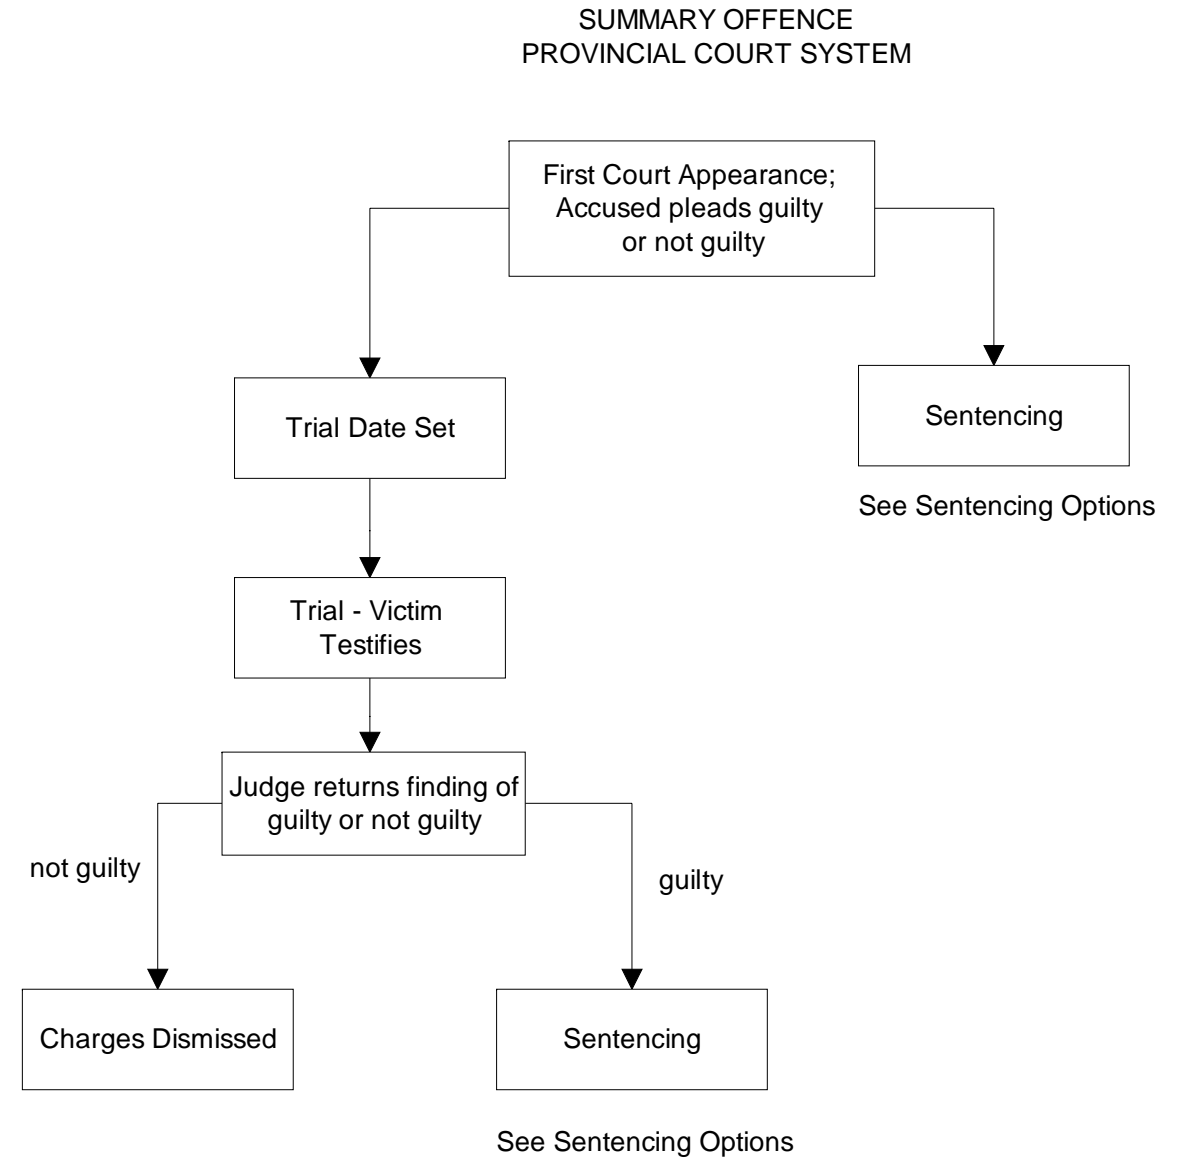 SUMMARY OFFENCE
PROVINCIAL COURT SYSTEM
First Court Appearance;
Accused pleads guilty
or not guilty
Trial Date Set
Sentencing
See Sentencing Options
Trial - Victim
Testifies
Judge returns finding of
guilty or not guilty
not guilty
guilty
Charges Dismissed
Sentencing
See Sentencing Options